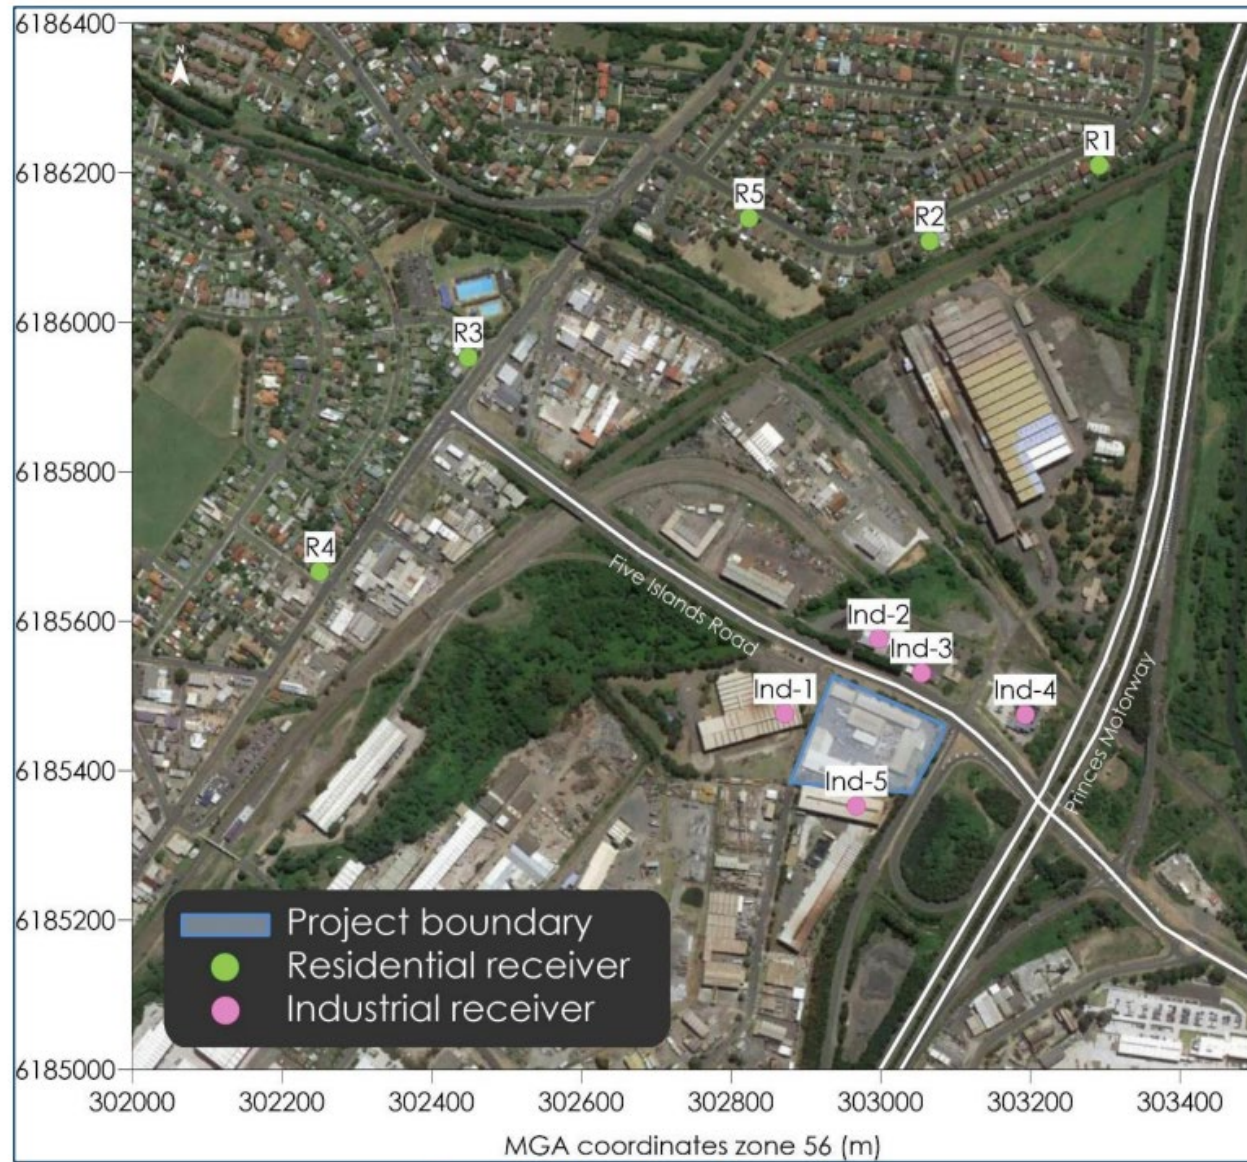 6186400
N
R1
6186200
R5
R2
6186000
R3
6185800
R4
Five Islands Road
6185600
Ind-2
Ind-3
Ind-1
Ind-4
Princes Motorway
6185400
Ind-5
6185200
Project boundary
Residential receiver
Industrial receiver
6185000
302000
302200
302400
302600
302800
303000
303200
303400
MGA coordinates zone 56 (m)